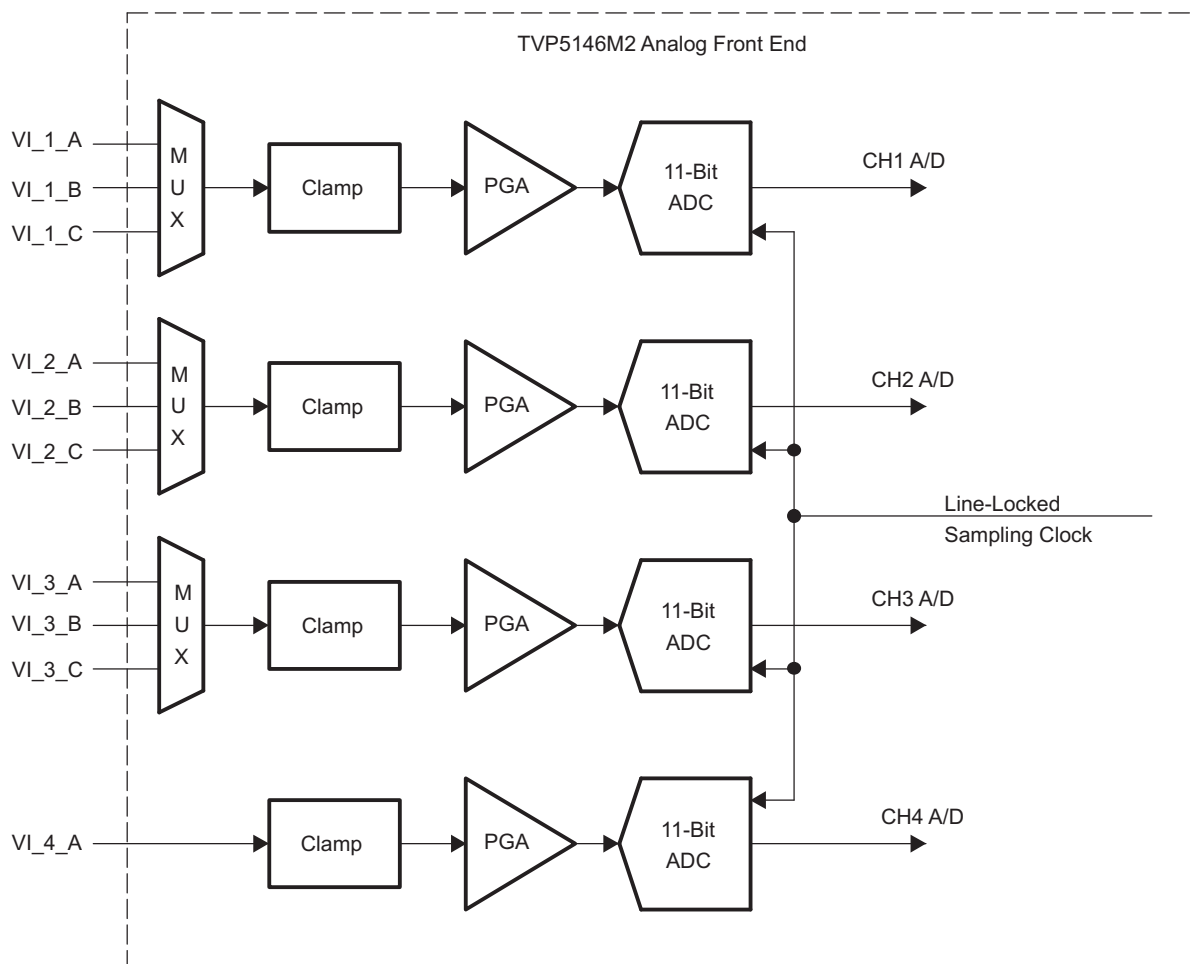 TVP5146M2 Analog Front End
VI_1_A
VI_1_B
VI_1_C
M
U
X
Clamp
PGA
11-Bit
ADC
CH1 A/D
VI_2_A
VI_2_B
VI_2_C
M
U
X
Clamp
PGA
11-Bit
ADC
CH2 A/D
Line-Locked
Sampling Clock
VI_3_A
VI_3_B
VI_3_C
M
U
X
Clamp
PGA
11-Bit
ADC
CH3 A/D
VI_4_A
Clamp
PGA
11-Bit
ADC
CH4 A/D